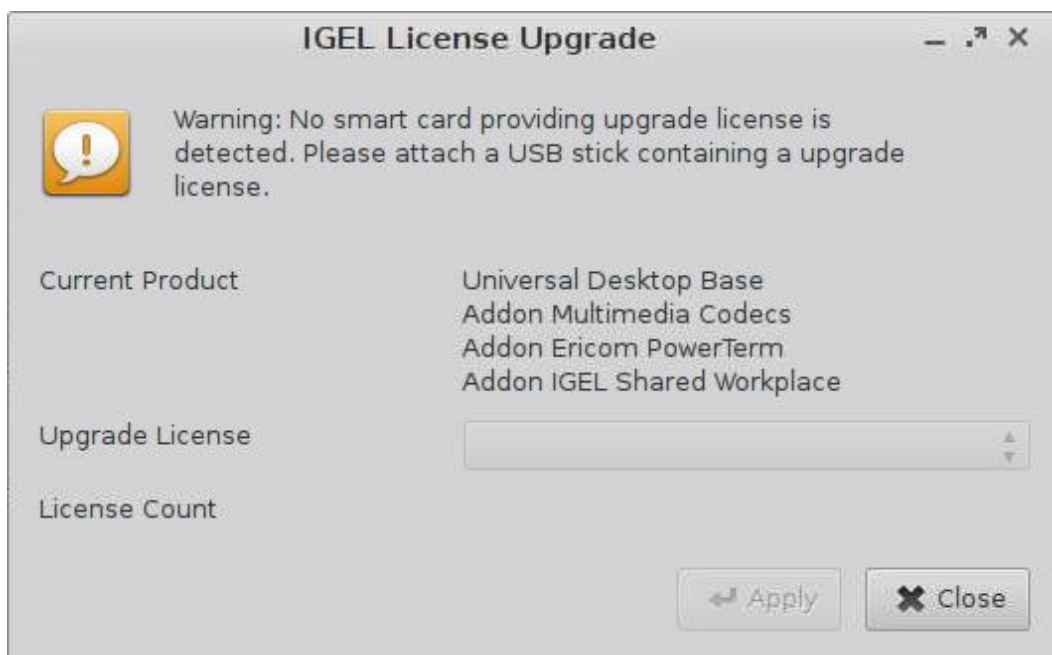 IGEL License Upgrade
Warning: No smart card providing upgrade license is
detected. Please attach a USB stick containing a upgrade
license.
Current Product
Universal Desktop Base
Addon Multimedia Codecs
Addon Ericom PowerTerm
Addon IGEL Shared Workplace
Upgrade License
License Count
Apply
Close